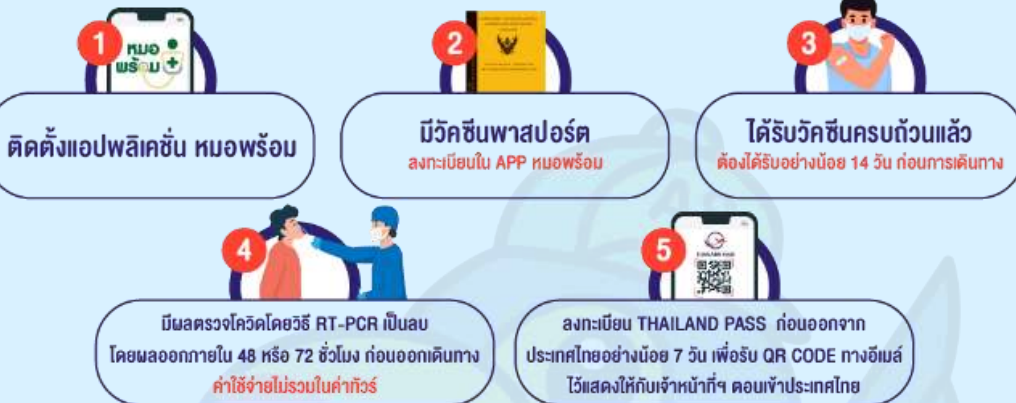 1
หมอ
พร้อม
ติดตั้งแอปพลิเคชั่น หมอพร้อม
2
มีวัคซีนพาสปอร์ต
ลงทะเบียนใน APP หมอพร้อม
3
ได้รับวัคซีนครบถ้วนแล้ว
ต้องได้รับอย่างน้อย 14 วัน ก่อนการเดินทาง
4
มีผลตรวจโควิดโดยวิธี RT-PCR เป็นลบ
โดยผลออกภายใน 48 หรือ 72 ชั่วโมง ก่อนออกเดินทาง
ค่าใช้จ่ายไม่รวมในค่าทัวร์
5
THAILAND PASS
ลงทะเบียน THAILAND PASS ก่อนออกจาก
ประเทศไทยอย่างน้อย 7 วัน เพื่อรับ QR CODE ทางอีเมล์
ไว้แสดงให้กับเจ้าหน้าที่ฯ ตอนเข้าประเทศไทย